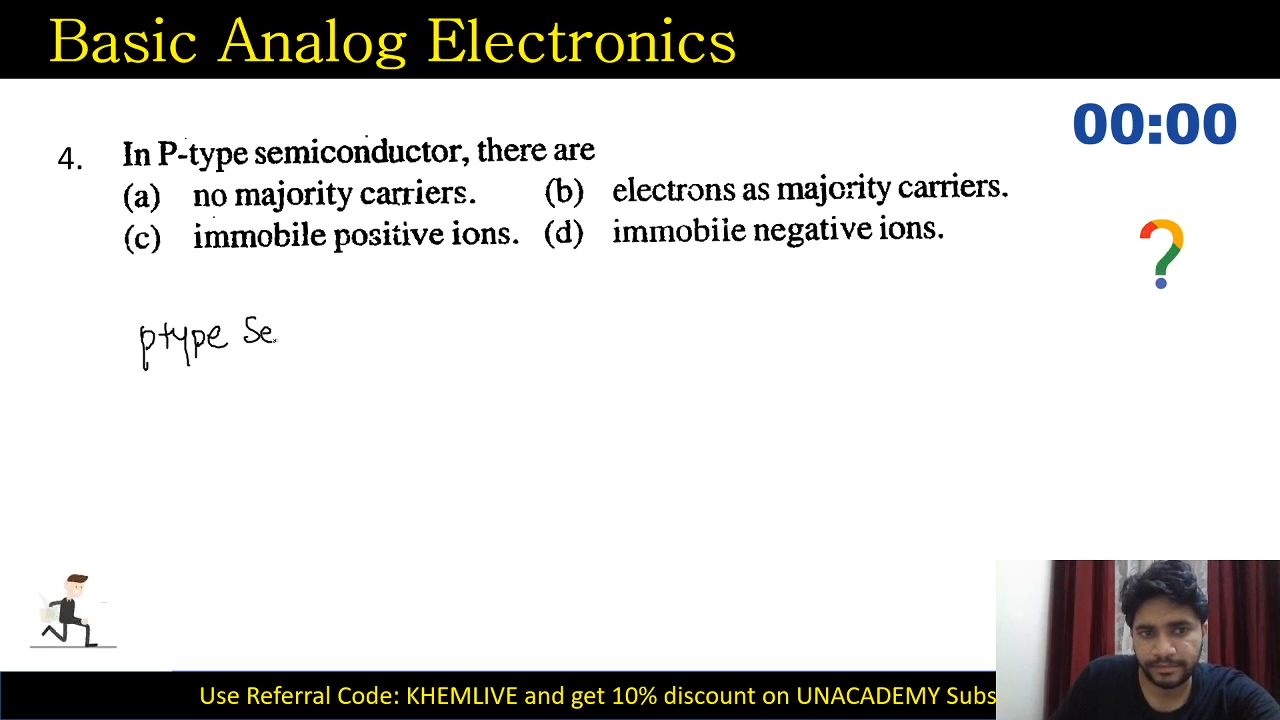 Basic Analog Electronics
00:00
4. In P-type semiconductor, there are
(a) no majority carriers. (b) electrons as majority carriers.
(c) immobile positive ions. (d) immobile negative ions.
?
ptype Se
Use Referral Code: KHEMLIVE and get 10% discount on UNACADEMY Subs